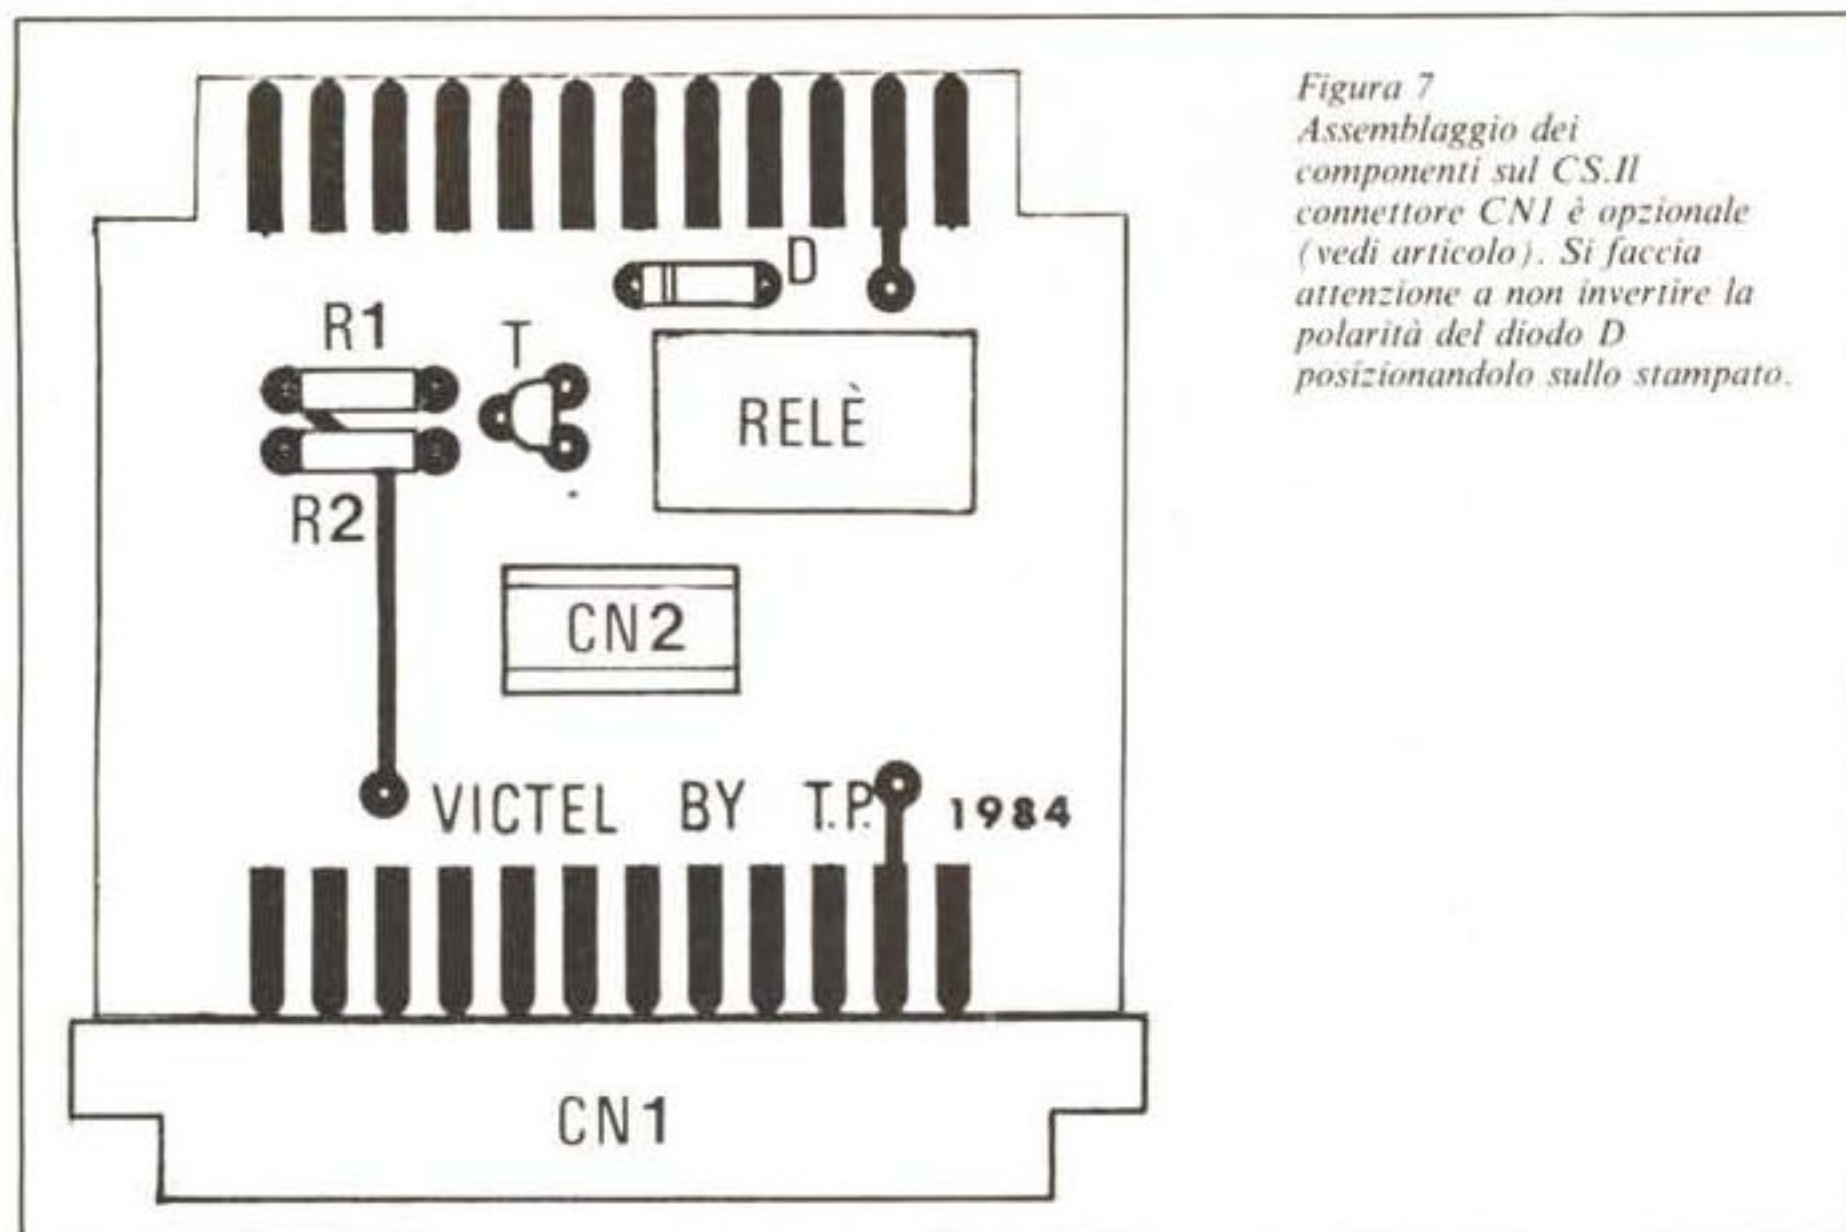 Figura 7
Assemblaggio dei
componenti sul CS.Il
connettore CN1 è opzionale
(vedi articolo). Si faccia
attenzione a non invertire la
polarità del diodo D
posizionandolo sullo stampato.
D
R1
T
RELÈ
R2
CN2
VICTEL BY T.P. 1984
CN1